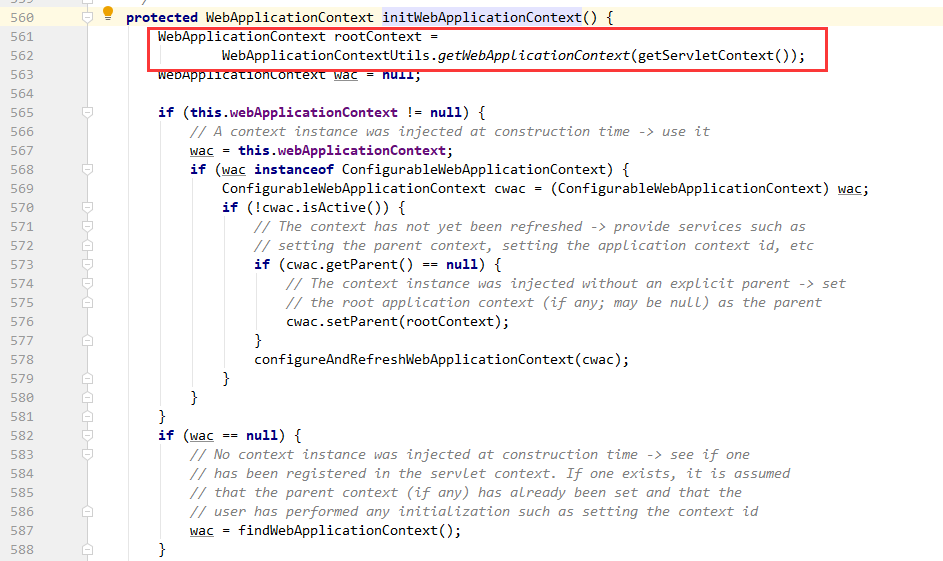 560 protected WebApplicationContext initWebApplicationContext() {
561 WebApplicationContext rootContext =
562 WebApplicationContextUtils.getWebApplicationContext(getServletContext());
563 WebApplicationContext wac = null;
564
565 if (this.webApplicationContext != null) {
566 // A context instance was injected at construction time -> use it
567 wac = this.webApplicationContext;
568 if (wac instanceof ConfigurableWebApplicationContext) {
569 ConfigurableWebApplicationContext cwac = (ConfigurableWebApplicationContext) wac;
570 if (!cwac.isActive()) {
571 // The context has not yet been refreshed -> provide services such as
572 // setting the parent context, setting the application context id, etc
573 if (cwac.getParent() == null) {
574 // The context instance was injected without an explicit parent -> set
575 // the root application context (if any; may be null) as the parent
576 cwac.setParent(rootContext);
577 }
578 configureAndRefreshWebApplicationContext(cwac);
579 }
580 }
581 }
582 if (wac == null) {
583 // No context instance was injected at construction time -> see if one
584 // has been registered in the servlet context. If one exists, it is assumed
585 // that the parent context (if any) has already been set and that the
586 // user has performed any initialization such as setting the context id
587 wac = findWebApplicationContext();
588 }